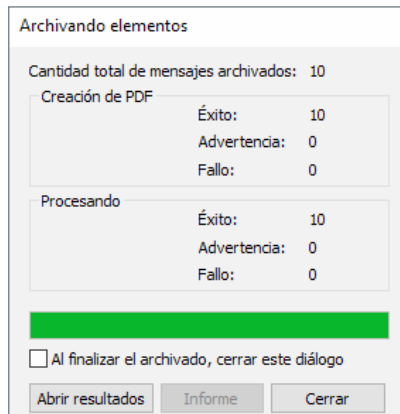 Archivando elementos
Cantidad total de mensajes archivados: 10
Creación de PDF
Éxito: 10
Advertencia: 0
Fallo: 0
Procesando
Éxito: 10
Advertencia: 0
Fallo: 0
Al finalizar el archivado, cerrar este diálogo
Abrir resultados Informe Cerrar